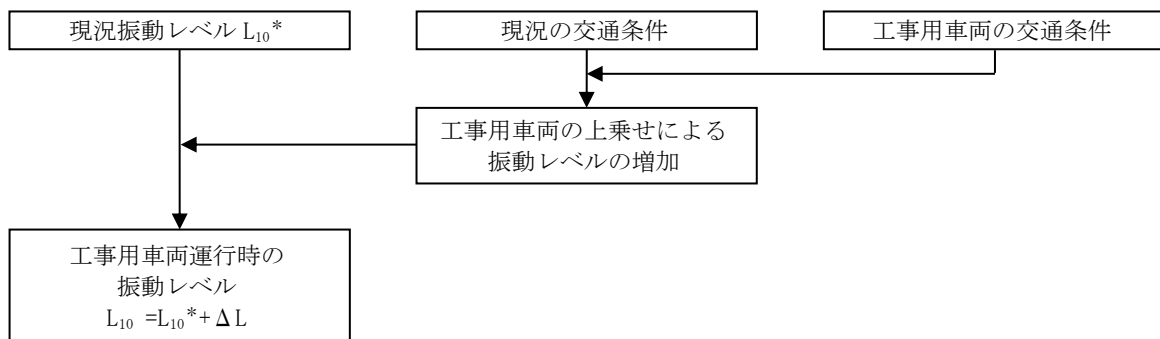 現況振動レベル L₁₀*
現況の交通条件
工事用車両の交通条件
工事用車両の上乗せによる
振動レベルの増加
工事用車両運行時の
振動レベル
L₁₀ =L₁₀*+ΔL